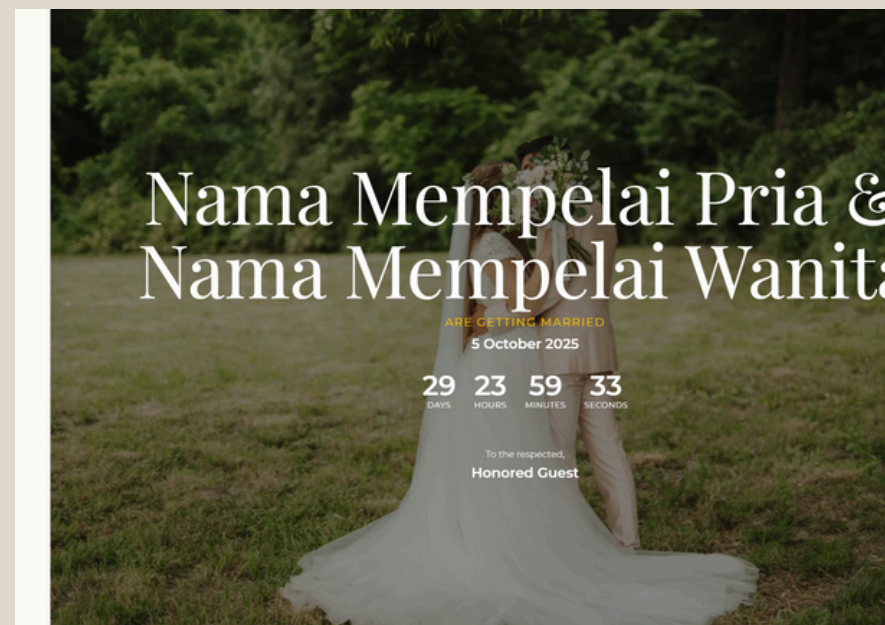 Nama Mempelai Pria &
Nama Mempelai Wanita
ARE GETTING MARRIED
5 October 2025
29 23 59 33
DAYS HOURS MINUTES SECONDS
To the respected,
Honored Guest